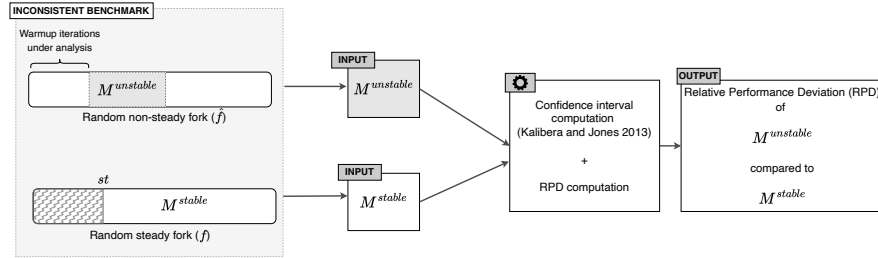 INCONSISTENT BENCHMARK
Warmup iterations
under analysis
M^{unstable}
Random non-steady fork (f̂)
st
M^{stable}
Random steady fork (f)
INPUT
M^{unstable}
INPUT
M^{stable}
Confidence interval
computation
(Kalibera and Jones 2013)
+
RPD computation
OUTPUT
Relative Performance Deviation (RPD)
of
M^{unstable}
compared to
M^{stable}